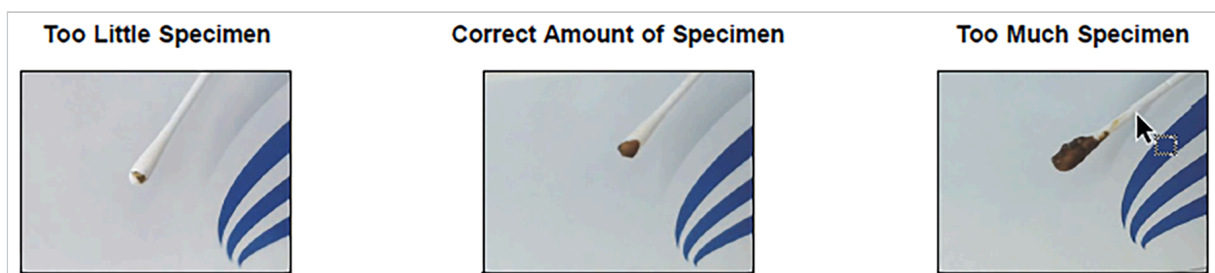 Too Little Specimen
Correct Amount of Specimen
Too Much Specimen